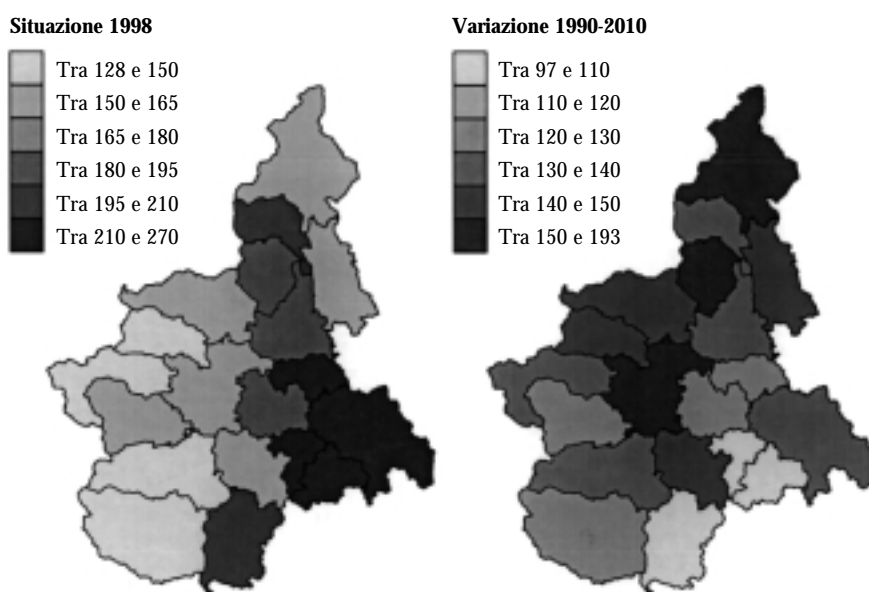 Situazione 1998
Tra 128 e 150
Tra 150 e 165
Tra 165 e 180
Tra 180 e 195
Tra 195 e 210
Tra 210 e 270
Variazione 1990-2010
Tra 97 e 110
Tra 110 e 120
Tra 120 e 130
Tra 130 e 140
Tra 140 e 150
Tra 150 e 193